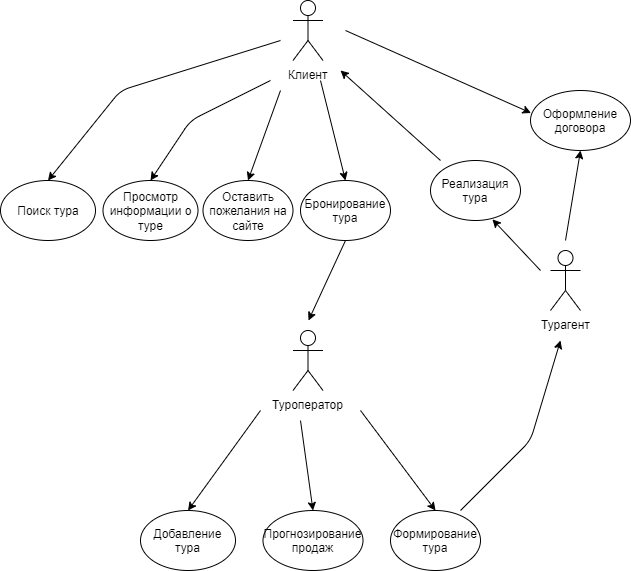 Клиент
Оформление
договора
Поиск тура
Просмотр
информации о
туре
Оставить
пожелания на
сайте
Бронирование
тура
Реализация
тура
Турагент
Туроператор
Добавление
тура
Прогнозирование
продаж
Формирование
тура